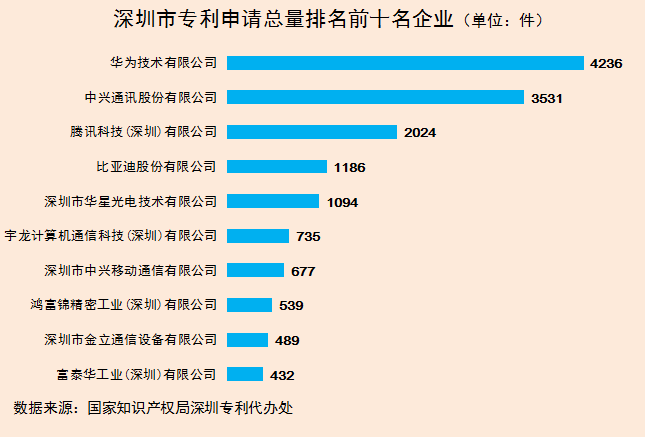 深圳市专利申请总量排名前十名企业（单位：件）
华为技术有限公司 4236
中兴通讯股份有限公司 3531
腾讯科技(深圳)有限公司 2024
比亚迪股份有限公司 1186
深圳市华星光电技术有限公司 1094
宇龙计算机通信科技(深圳)有限公司 735
深圳市中兴移动通信有限公司 677
鸿富锦精密工业(深圳)有限公司 539
深圳市金立通信设备有限公司 489
富泰华工业(深圳)有限公司 432
数据来源：国家知识产权局深圳专利代办处